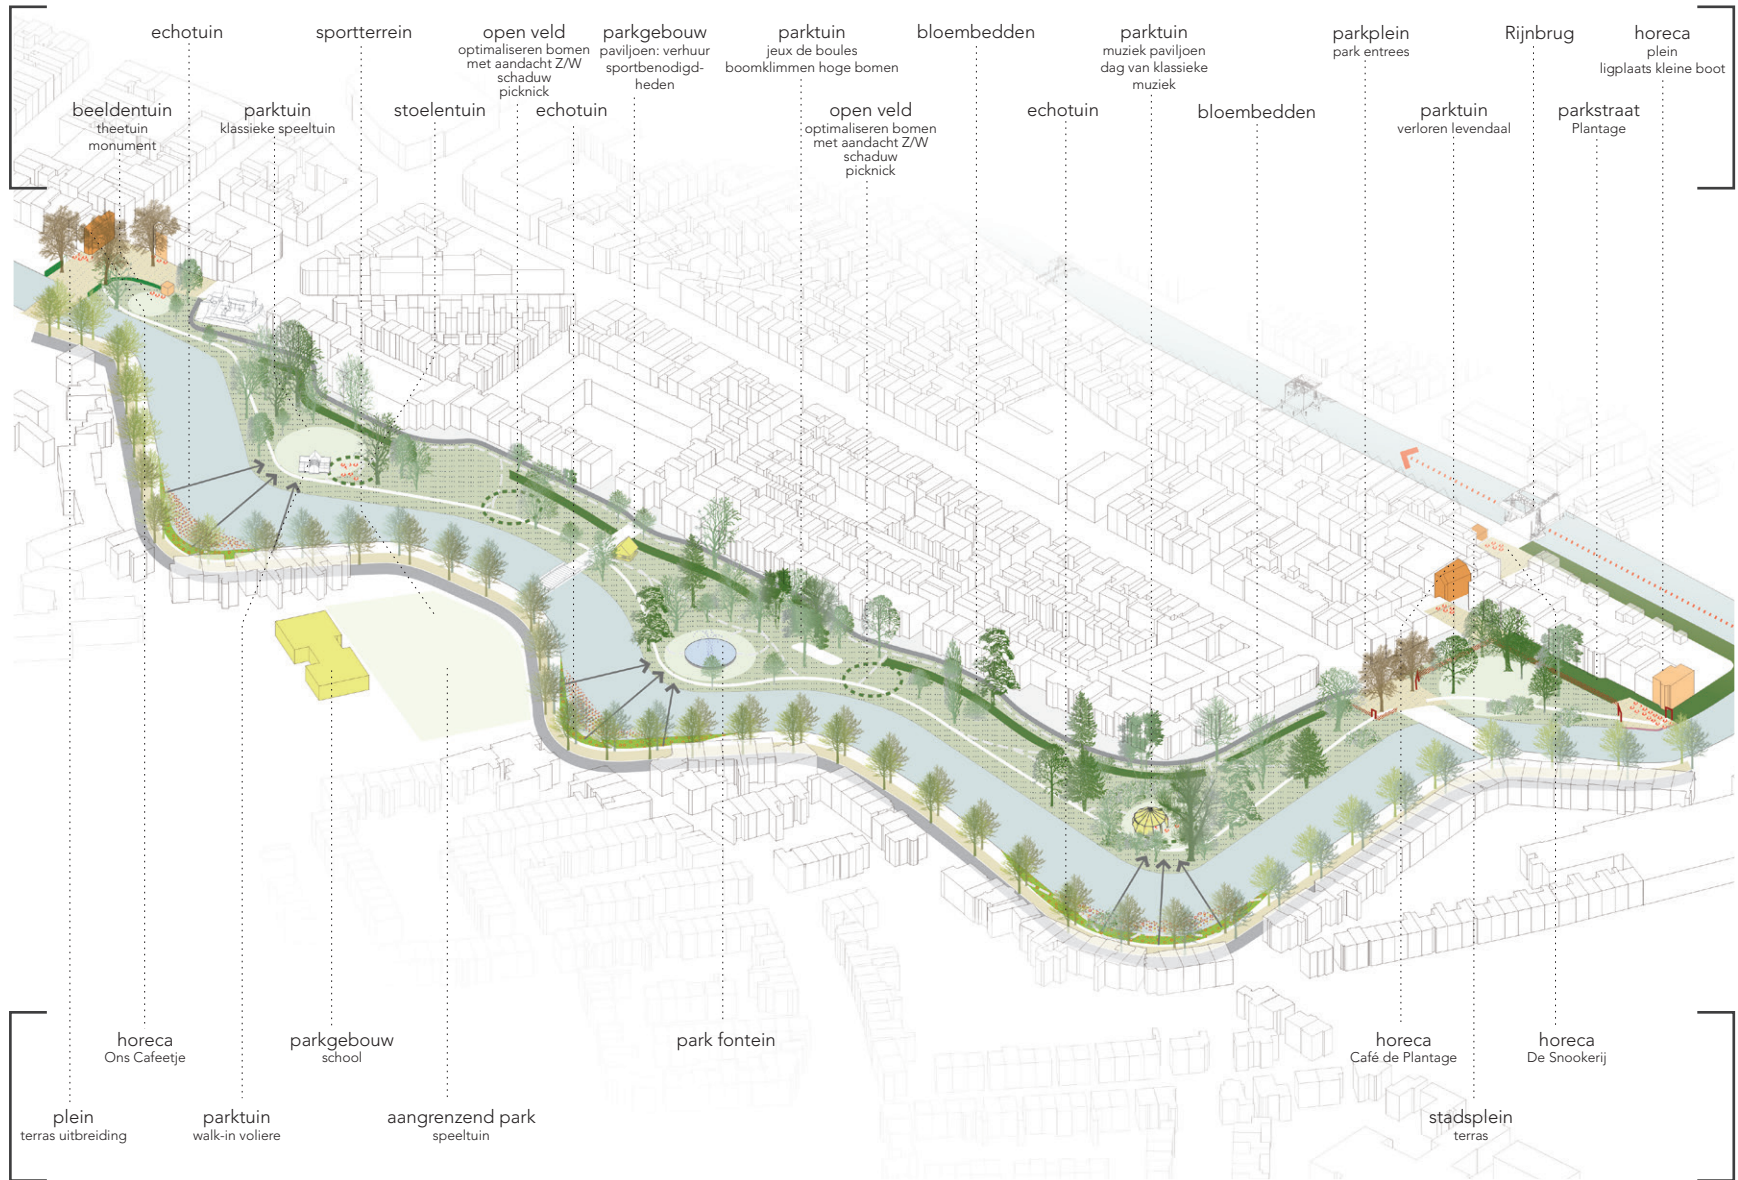 echotuin
sportterrein
open veld
optimaliseren bomen
met aandacht Z/W
schaduw
picknick
parkgebouw
paviljoen: verhuur
sportbenodigd-
heden
parktuin
jeux de boules
boomklimmen hoge bomen
bloembedden
parktuin
muziek paviljoen
dag van klassieke
muziek
parkplein
park entrees
Rijnbrug
horeca
plein
ligplaats kleine boot
beeldentuin
theetuin
monument
parktuin
klassieke speeltuin
stoelentuin
echotuin
open veld
optimaliseren bomen
met aandacht Z/W
schaduw
picknick
echotuin
bloembedden
parktuin
verloren levendaal
parkstraat
Plantage
horeca
Ons Cafeetje
parkgebouw
school
park fontein
horeca
Café de Plantage
horeca
De Snookerij
plein
terras uitbreiding
parktuin
walk-in voliere
aangrenzend park
speeltuin
stadsplein
terras